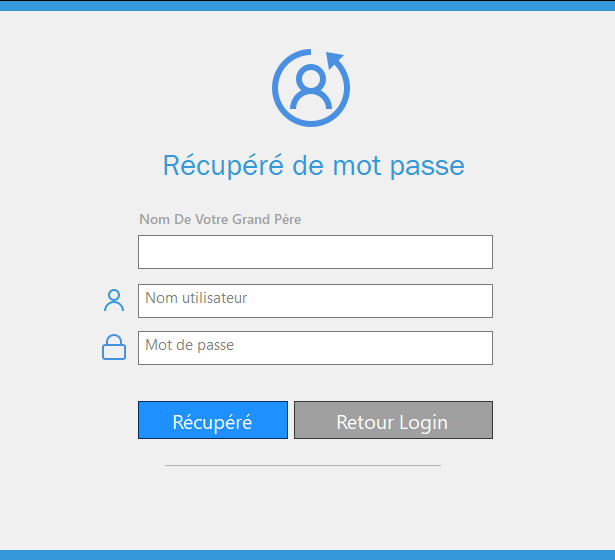 Récupéré de mot passe
Nom De Votre Grand Père
Nom utilisateur
Mot de passe
Récupéré
Retour Login